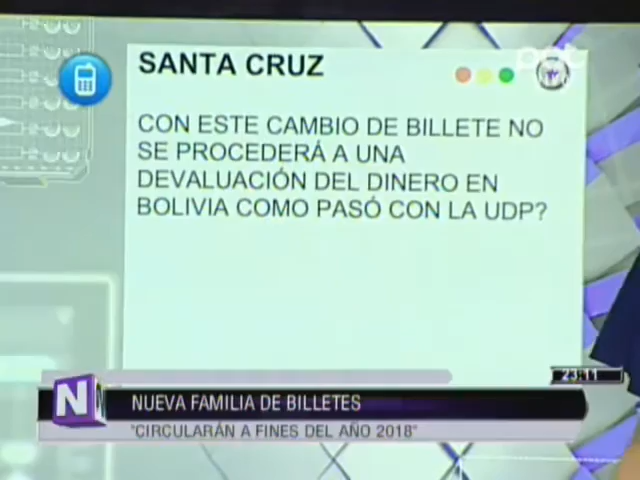 SANTA CRUZ
CON ESTE CAMBIO DE BILLETE NO
SE PROCEDERÁ A UNA
DEVALUACIÓN DEL DINERO EN
BOLIVIA COMO PASÓ CON LA UDP?
23:11
N
NUEVA FAMILIA DE BILLETES
"CIRCULARÁN A FINES DEL AÑO 2018"